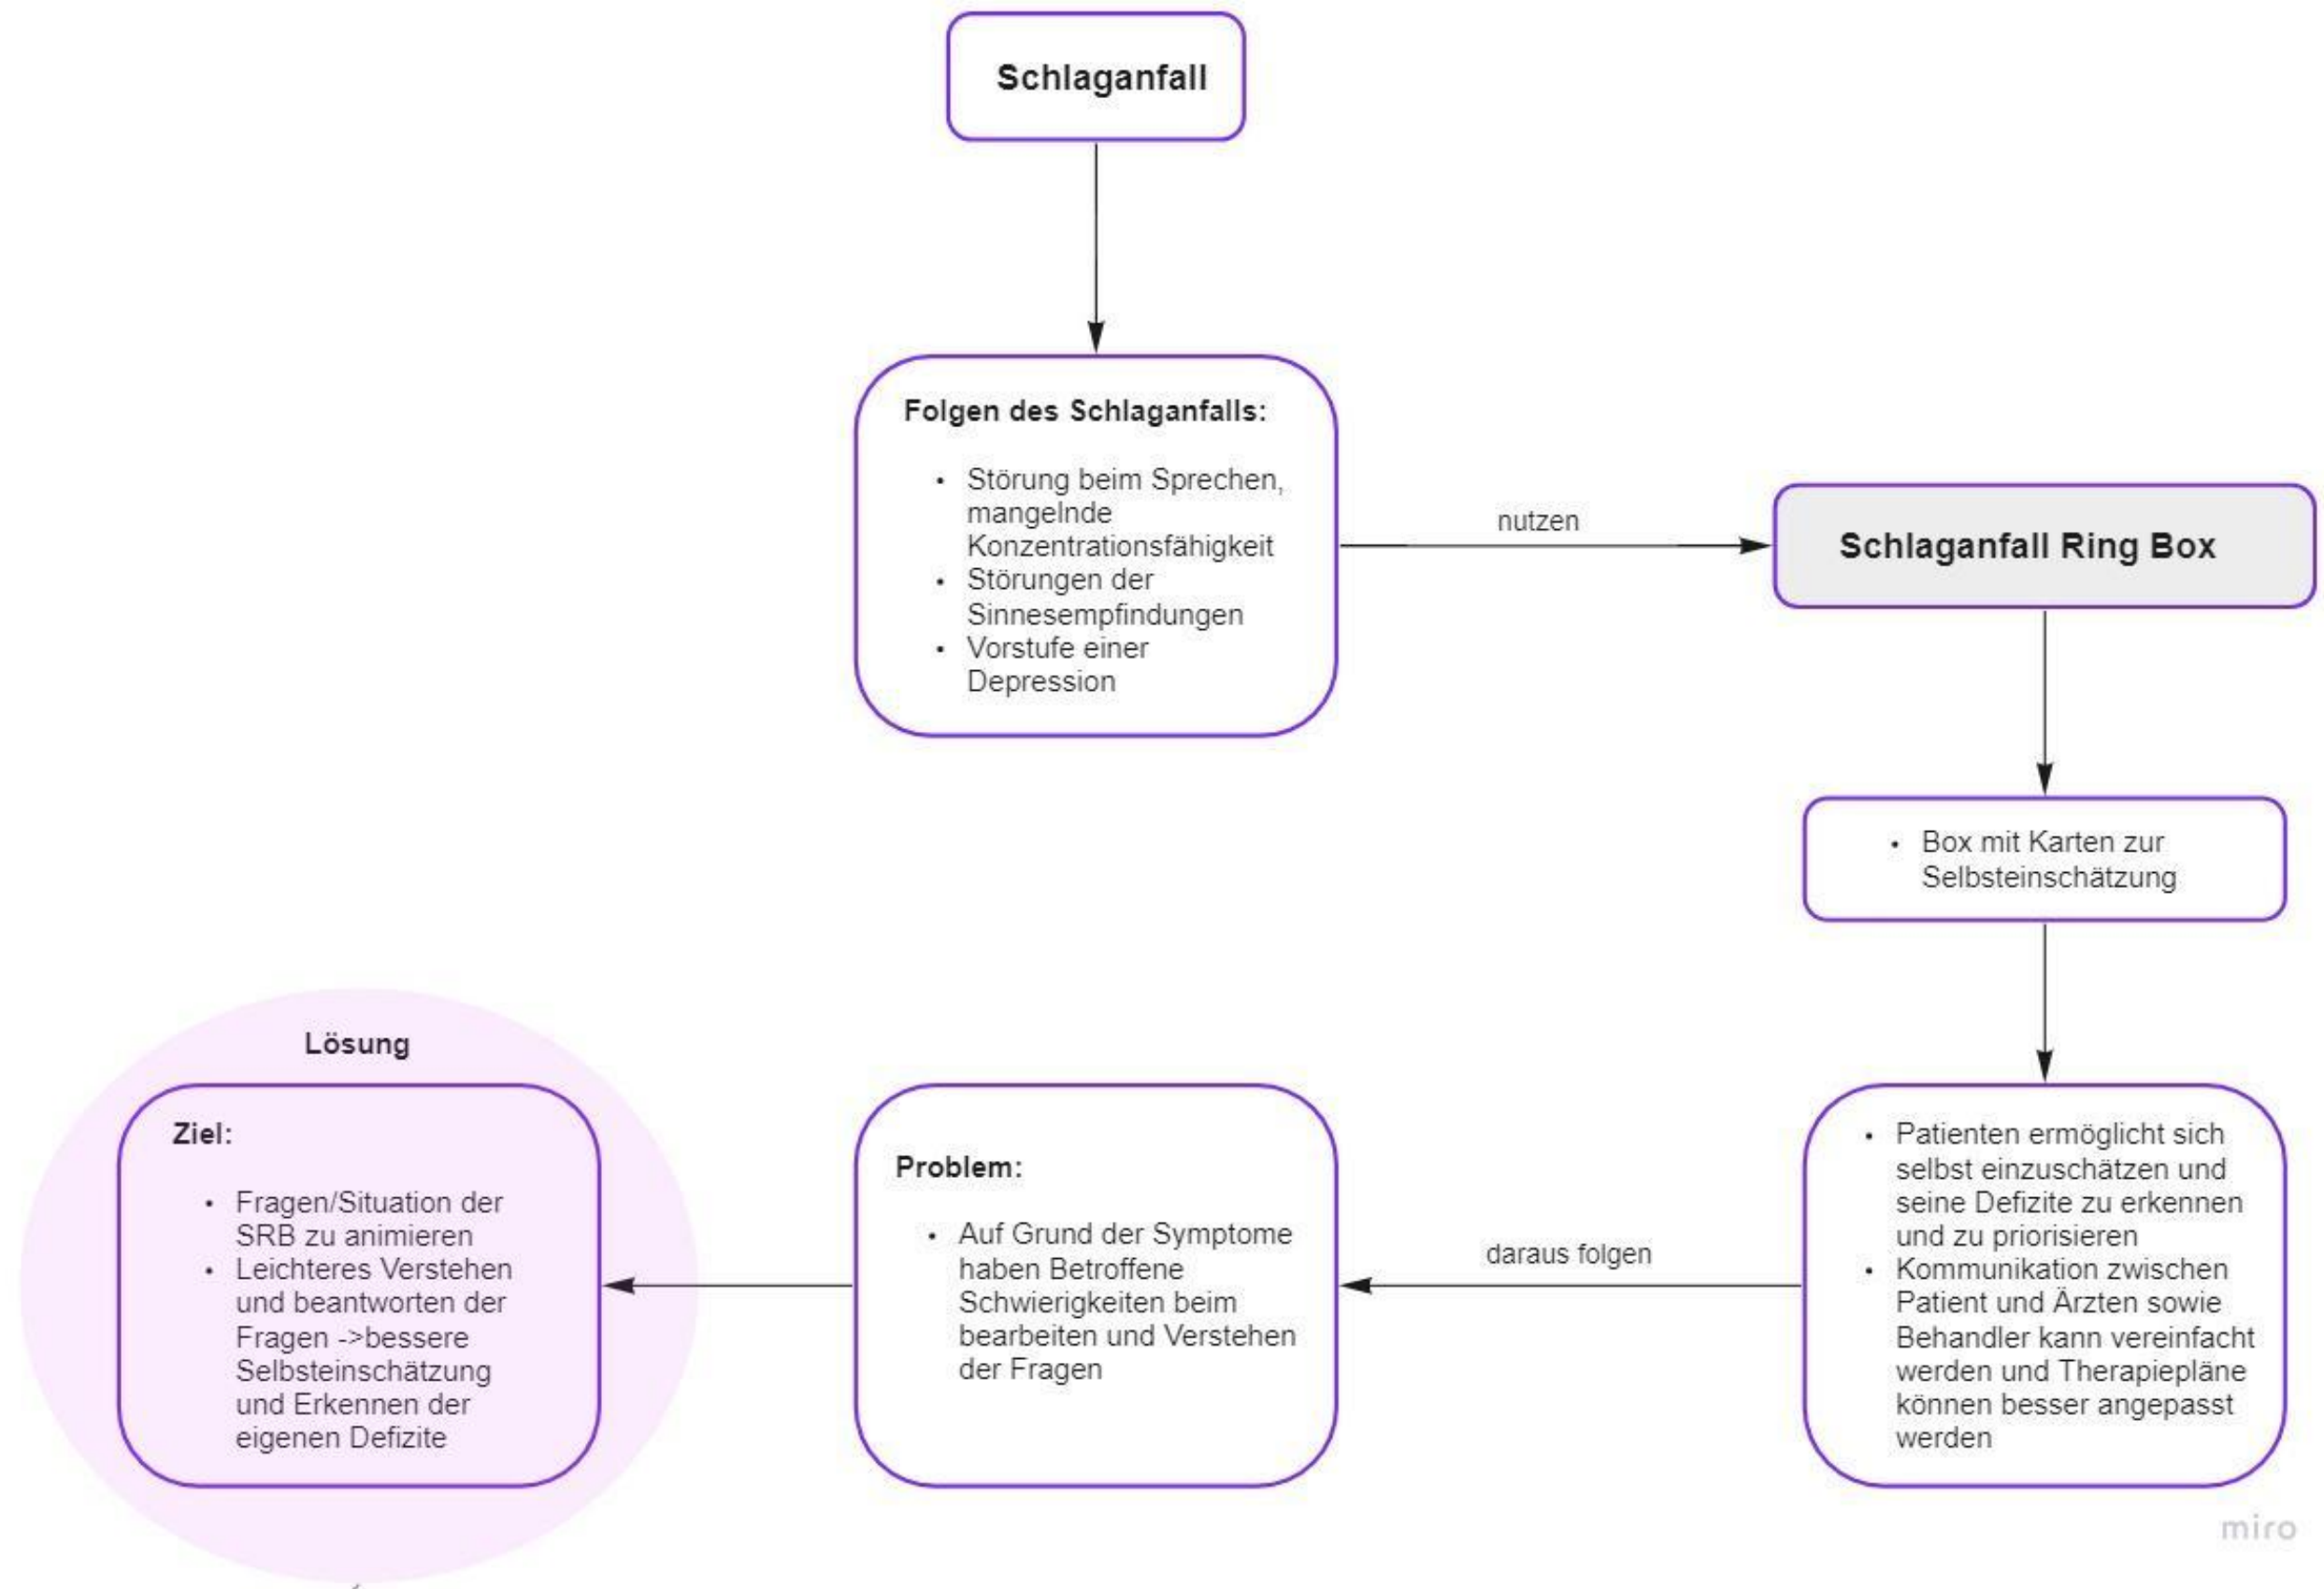 Schlaganfall
Folgen des Schlaganfalls:
• Störung beim Sprechen,
mangelnde
Konzentrationsfähigkeit
• Störungen der
Sinnesempfindungen
• Vorstufe einer
Depression
nutzen
Schlaganfall Ring Box
• Box mit Karten zur
Selbsteinschätzung
• Patienten ermöglicht sich
selbst einzuschätzen und
seine Defizite zu erkennen
und zu priorisieren
• Kommunikation zwischen
Patient und Ärzten sowie
Behandler kann vereinfacht
werden und Therapiepläne
können besser angepasst
werden
daraus folgen
Problem:
• Auf Grund der Symptome
haben Betroffene
Schwierigkeiten beim
bearbeiten und Verstehen
der Fragen
Lösung
Ziel:
• Fragen/Situation der
SRB zu animieren
• Leichteres Verstehen
und beantworten der
Fragen ->bessere
Selbsteinschätzung
und Erkennen der
eigenen Defizite
miro